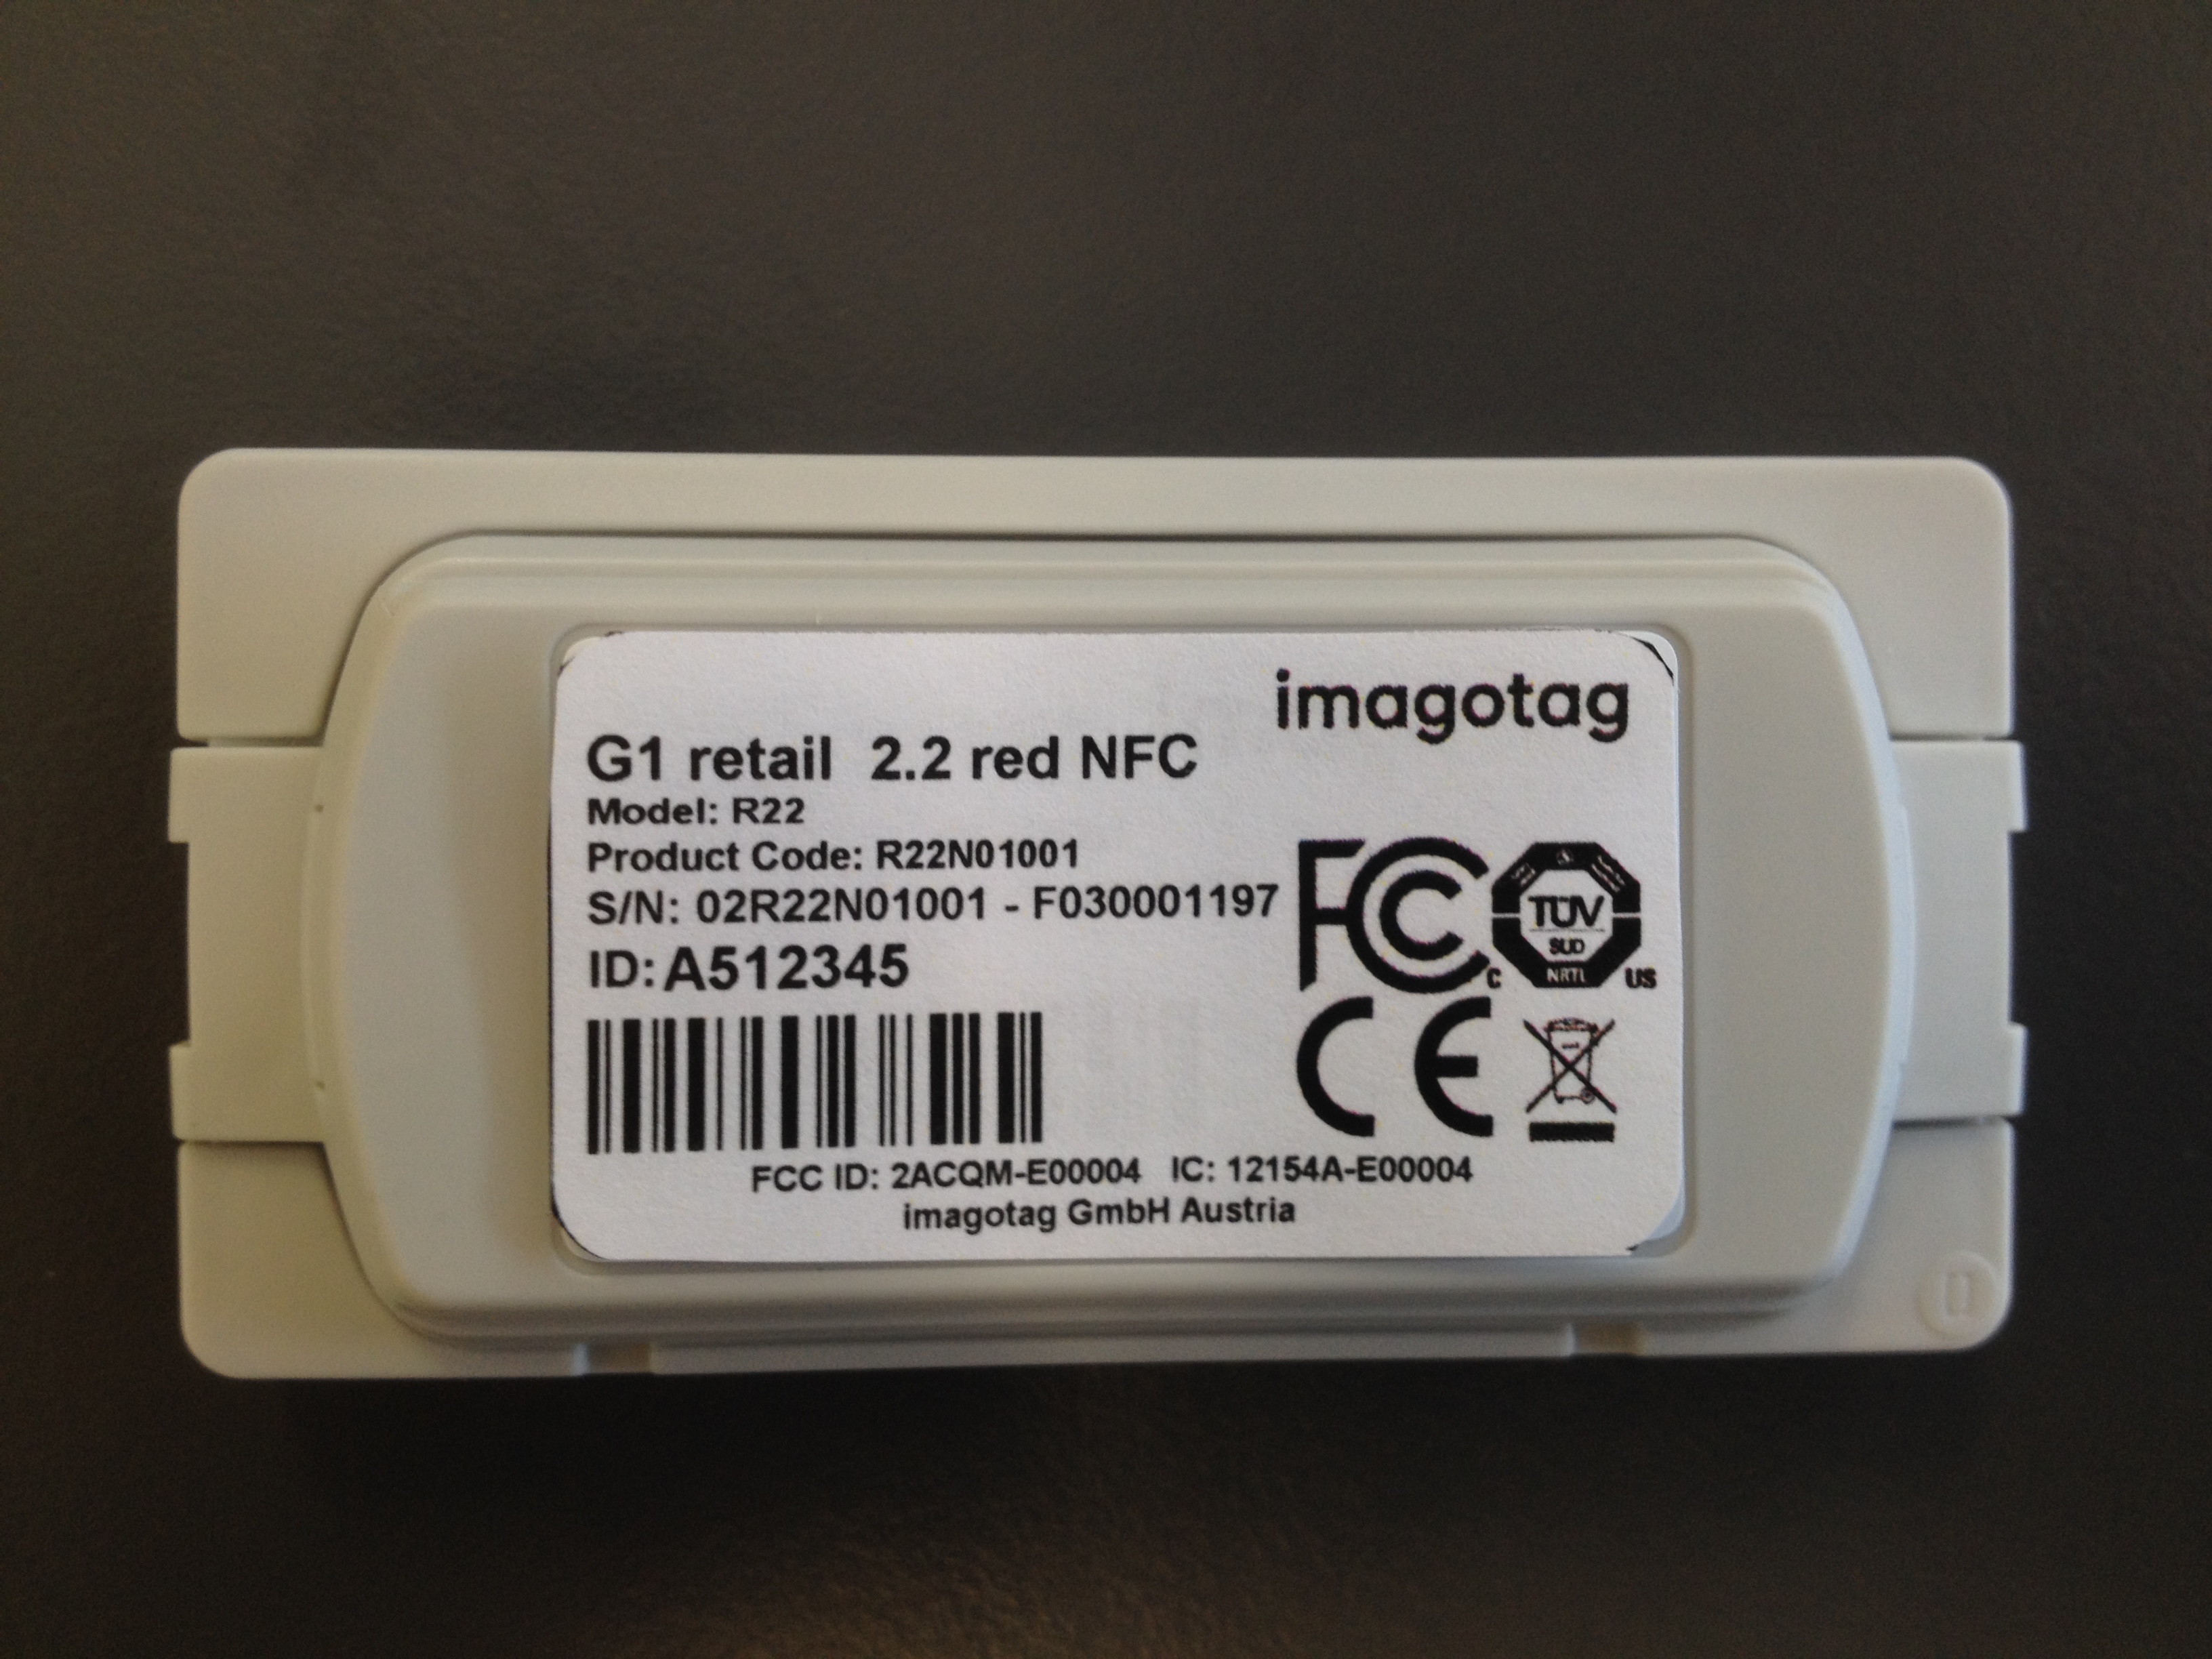 imagotag
G1 retail  2.2 red NFC
Model: R22
Product Code: R22N01001
S/N: 02R22N01001 - F030001197
ID: A512345
FCC
TÜV
SUD
NRTL
C
US
CE
FCC ID: 2ACQM-E00004   IC: 12154A-E00004
imagotag GmbH Austria